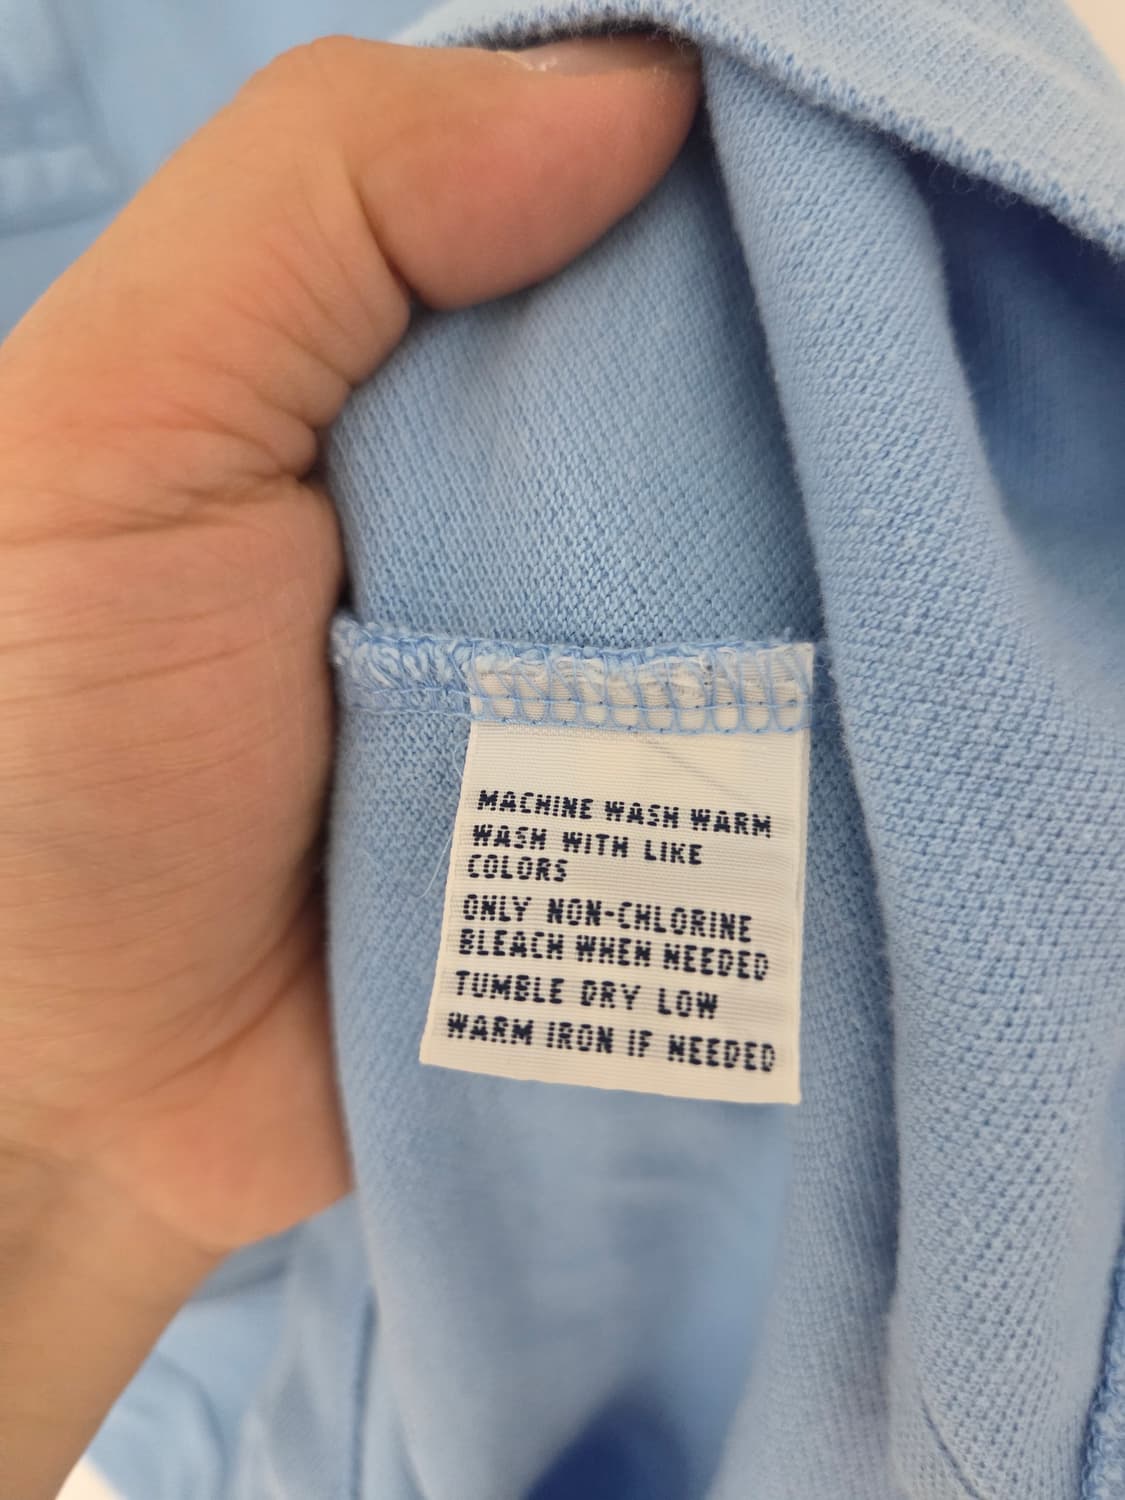 MACHINE WASH WARM
WASH WITH LIKE
COLORS
ONLY NON-CHLORINE
BLEACH WHEN NEEDED
TUMBLE DRY LOW
WARM IRON IF NEEDED